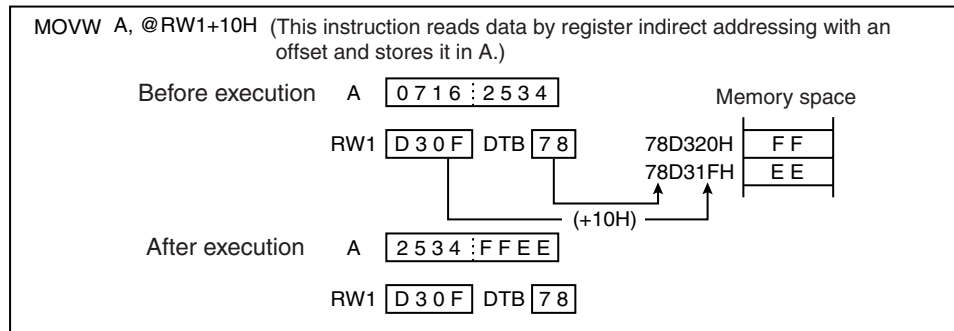 MOVW A, @RW1+10H (This instruction reads data by register indirect addressing with an
offset and stores it in A.)
Before execution A 0716 2534
Memory space
RW1 D30F DTB 78 78D320H FF
78D31FH EE
(+10H)
After execution A 2534 FFEE
RW1 D30F DTB 78